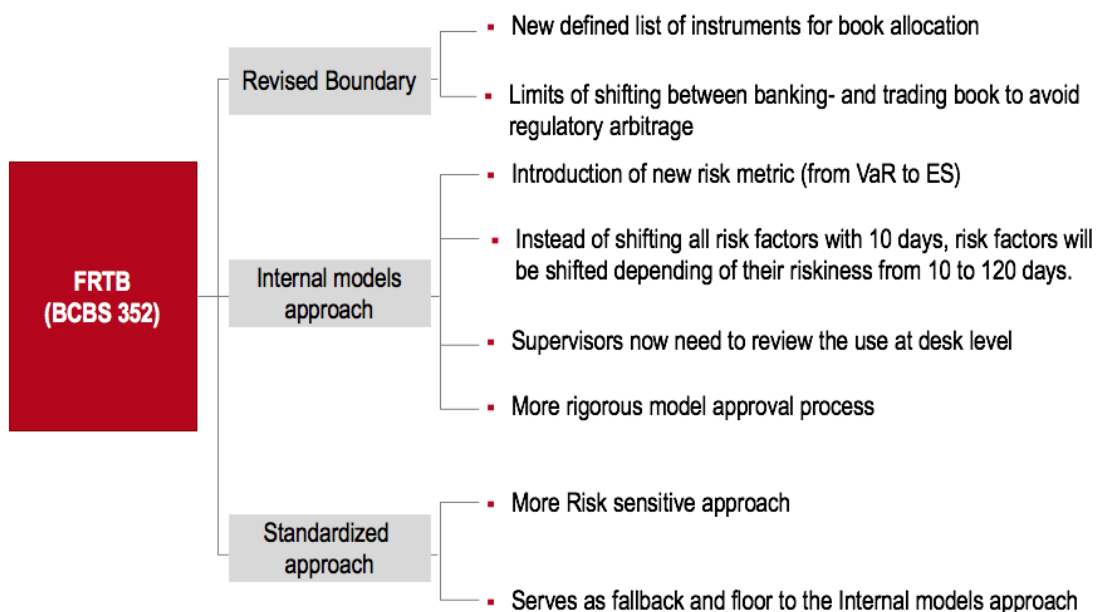 FRTB
(BCBS 352)
Revised Boundary
New defined list of instruments for book allocation
Limits of shifting between banking- and trading book to avoid
regulatory arbitrage
Internal models
approach
Introduction of new risk metric (from VaR to ES)
Instead of shifting all risk factors with 10 days, risk factors will
be shifted depending of their riskiness from 10 to 120 days.
Supervisors now need to review the use at desk level
More rigorous model approval process
Standardized
approach
More Risk sensitive approach
Serves as fallback and floor to the Internal models approach